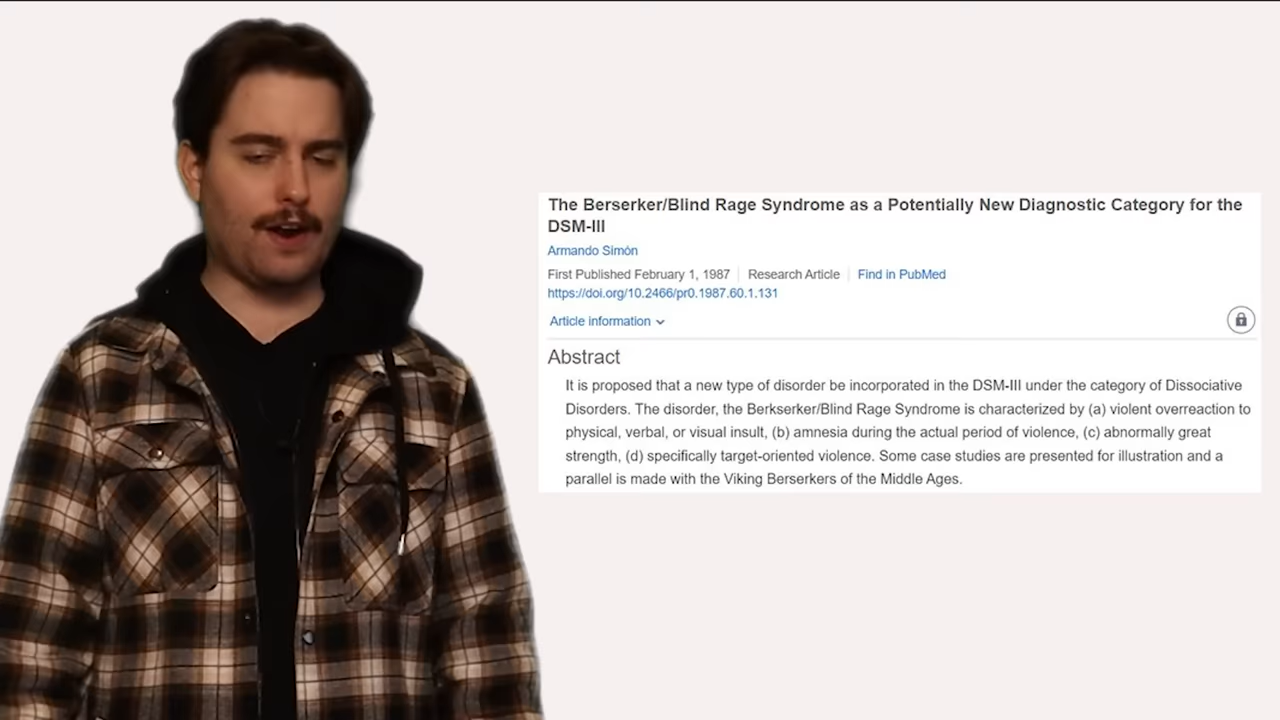 The Berserker/Blind Rage Syndrome as a Potentially New Diagnostic Category for the
DSM-III
Armando Simón
First Published February 1, 1987 | Research Article | Find in PubMed
https://doi.org/10.2466/pr0.1987.60.1.131
Article information
Abstract
It is proposed that a new type of disorder be incorporated in the DSM-III under the category of Dissociative
Disorders. The disorder, the Berkserker/Blind Rage Syndrome is characterized by (a) violent overreaction to
physical, verbal, or visual insult, (b) amnesia during the actual period of violence, (c) abnormally great
strength, (d) specifically target-oriented violence. Some case studies are presented for illustration and a
parallel is made with the Viking Berserkers of the Middle Ages.